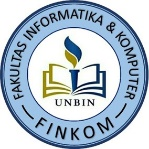 FAKULTAS INFORMATIKA & KOMPUTER
UNBIN
FINKOM